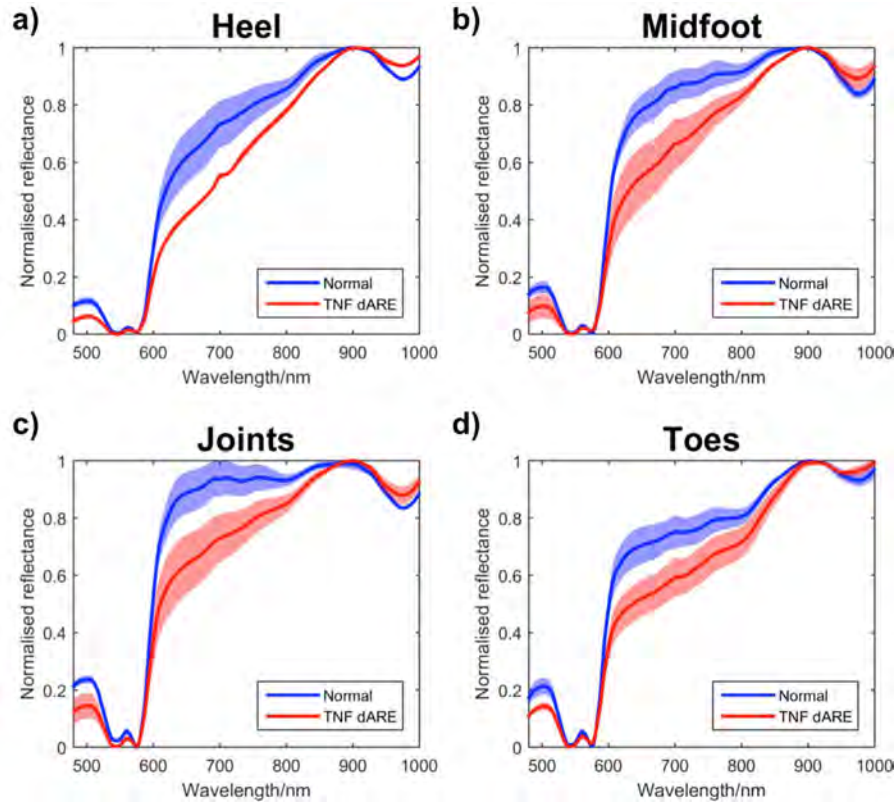 a)
Heel
Normalised reflectance
1
0.8
0.6
0.4
0.2
0
Normal
TNF dARE
500 600 700 800 900 1000
Wavelength/nm
b)
Midfoot
Normalised reflectance
1
0.8
0.6
0.4
0.2
0
Normal
TNF dARE
500 600 700 800 900 1000
Wavelength/nm
c)
Joints
Normalised reflectance
1
0.8
0.6
0.4
0.2
0
Normal
TNF dARE
500 600 700 800 900 1000
Wavelength/nm
d)
Toes
Normalised reflectance
1
0.8
0.6
0.4
0.2
0
Normal
TNF dARE
500 600 700 800 900 1000
Wavelength/nm